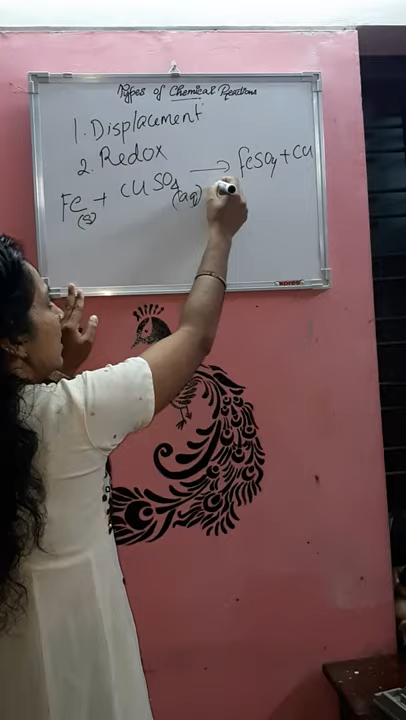 Types of Chemical Reactions
1. Displacement
2. Redox
Fe(s) + CuSO4(aq) → FeSO4 + Cu